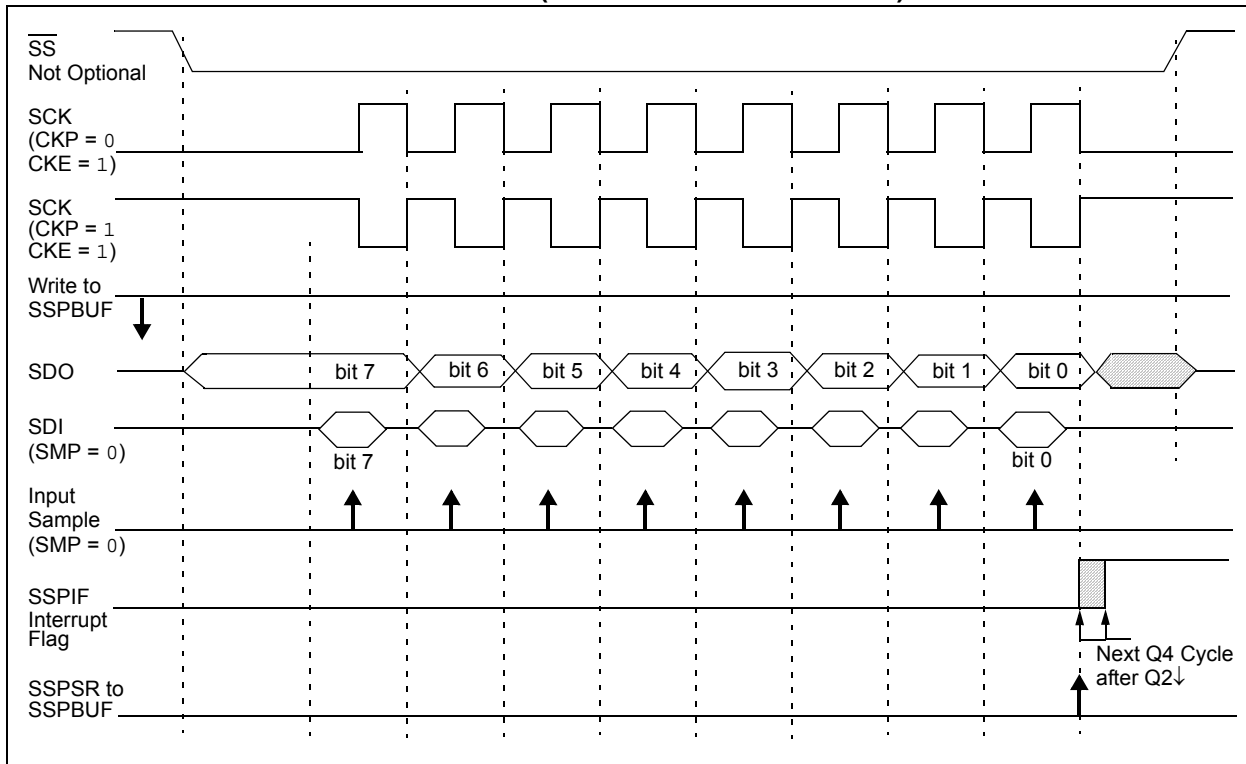 SS
Not Optional
SCK
(CKP = 0
CKE = 1)
SCK
(CKP = 1
CKE = 1)
Write to
SSPBUF
SDO
bit 7
bit 6
bit 5
bit 4
bit 3
bit 2
bit 1
bit 0
SDI
(SMP = 0)
bit 7
bit 0
Input
Sample
(SMP = 0)
SSPIF
Interrupt
Flag
Next Q4 Cycle
after Q2↓
SSPSR to
SSPBUF